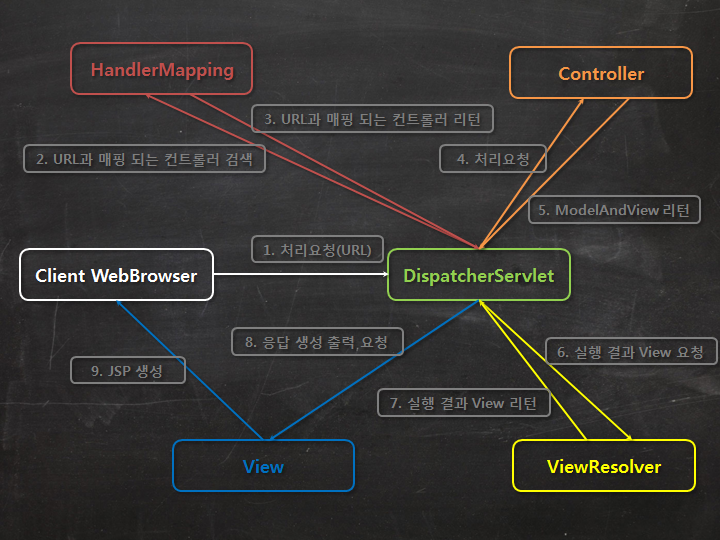 HandlerMapping
Controller
3. URL과 매핑 되는 컨트롤러 리턴
2. URL과 매핑 되는 컨트롤러 검색
4. 처리요청
5. ModelAndView 리턴
1. 처리요청(URL)
Client WebBrowser
DispatcherServlet
8. 응답 생성 출력 요청
6. 실행 결과 View 요청
9. JSP 생성
7. 실행 결과 View 리턴
View
ViewResolver